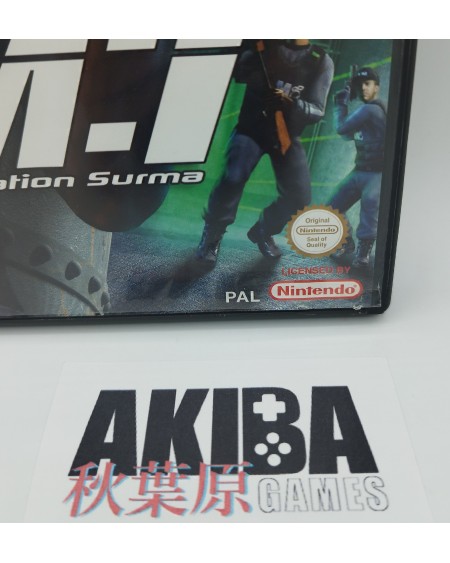 M.I
ation Surma
Original
Nintendo
Seal of
Quality
LICENSED BY
PAL Nintendo
AKIBA
秋葉原 GAMES